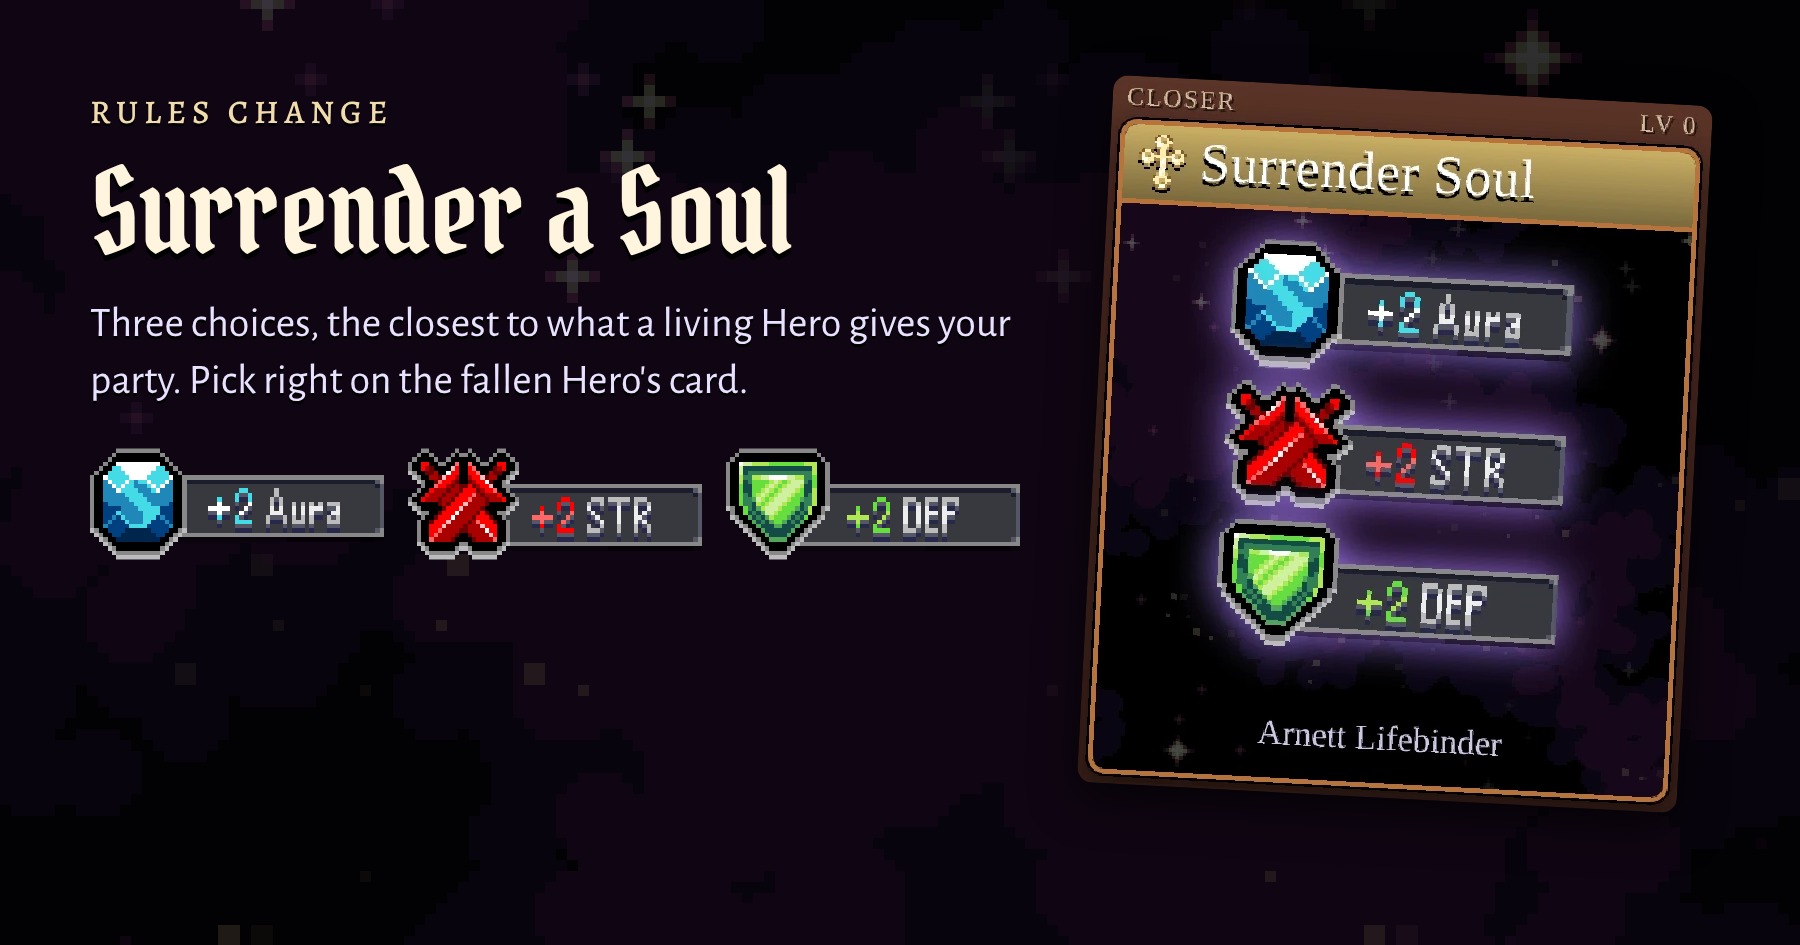 RULES CHANGE
Surrender a Soul
Three choices, the closest to what a living Hero gives your
party. Pick right on the fallen Hero's card.
+2 Aura
+2 STR
+2 DEF
CLOSER
LV 0
Surrender Soul
+2 Aura
+2 STR
+2 DEF
Arnett Lifebinder